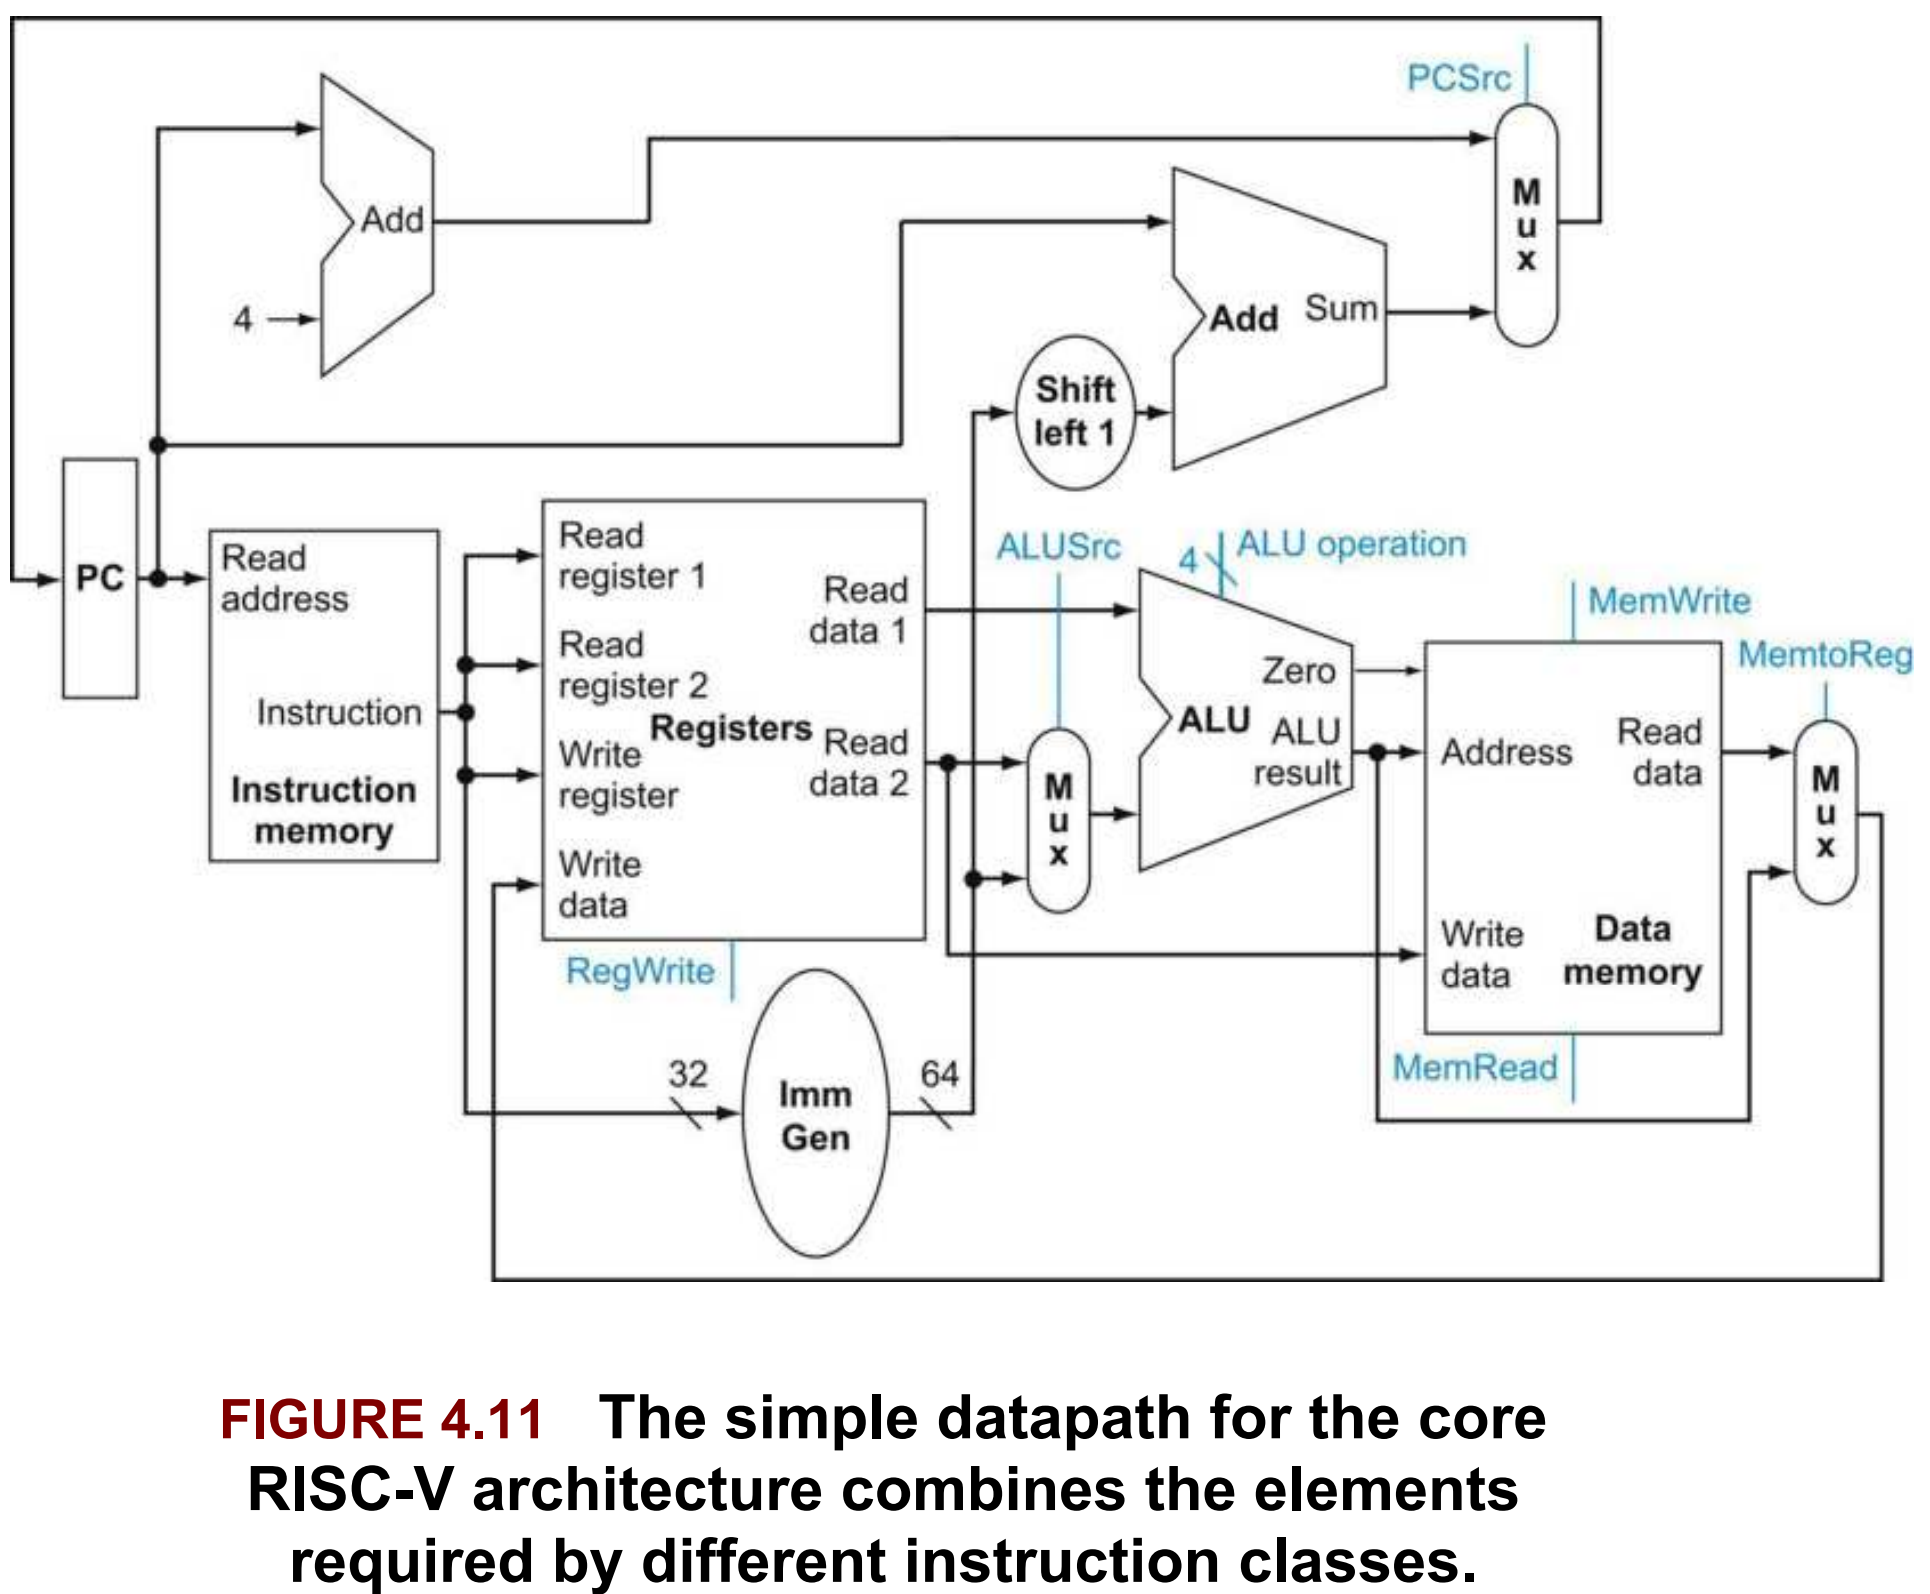 PCSrc
M
u
x
Add
4
Add Sum
Shift
left 1
PC
Read
address
Instruction
Instruction
memory
Read
register 1
Read
register 2
Write
register
Write
data
Registers
Read
data 1
Read
data 2
RegWrite
ALUSrc
M
u
x
4
ALU operation
ALU
Zero
ALU
result
MemWrite
Address
Read
data
Write
data
Data
memory
MemRead
MemtoReg
M
u
x
32
Imm
Gen
64
FIGURE 4.11 The simple datapath for the core
RISC-V architecture combines the elements
required by different instruction classes.